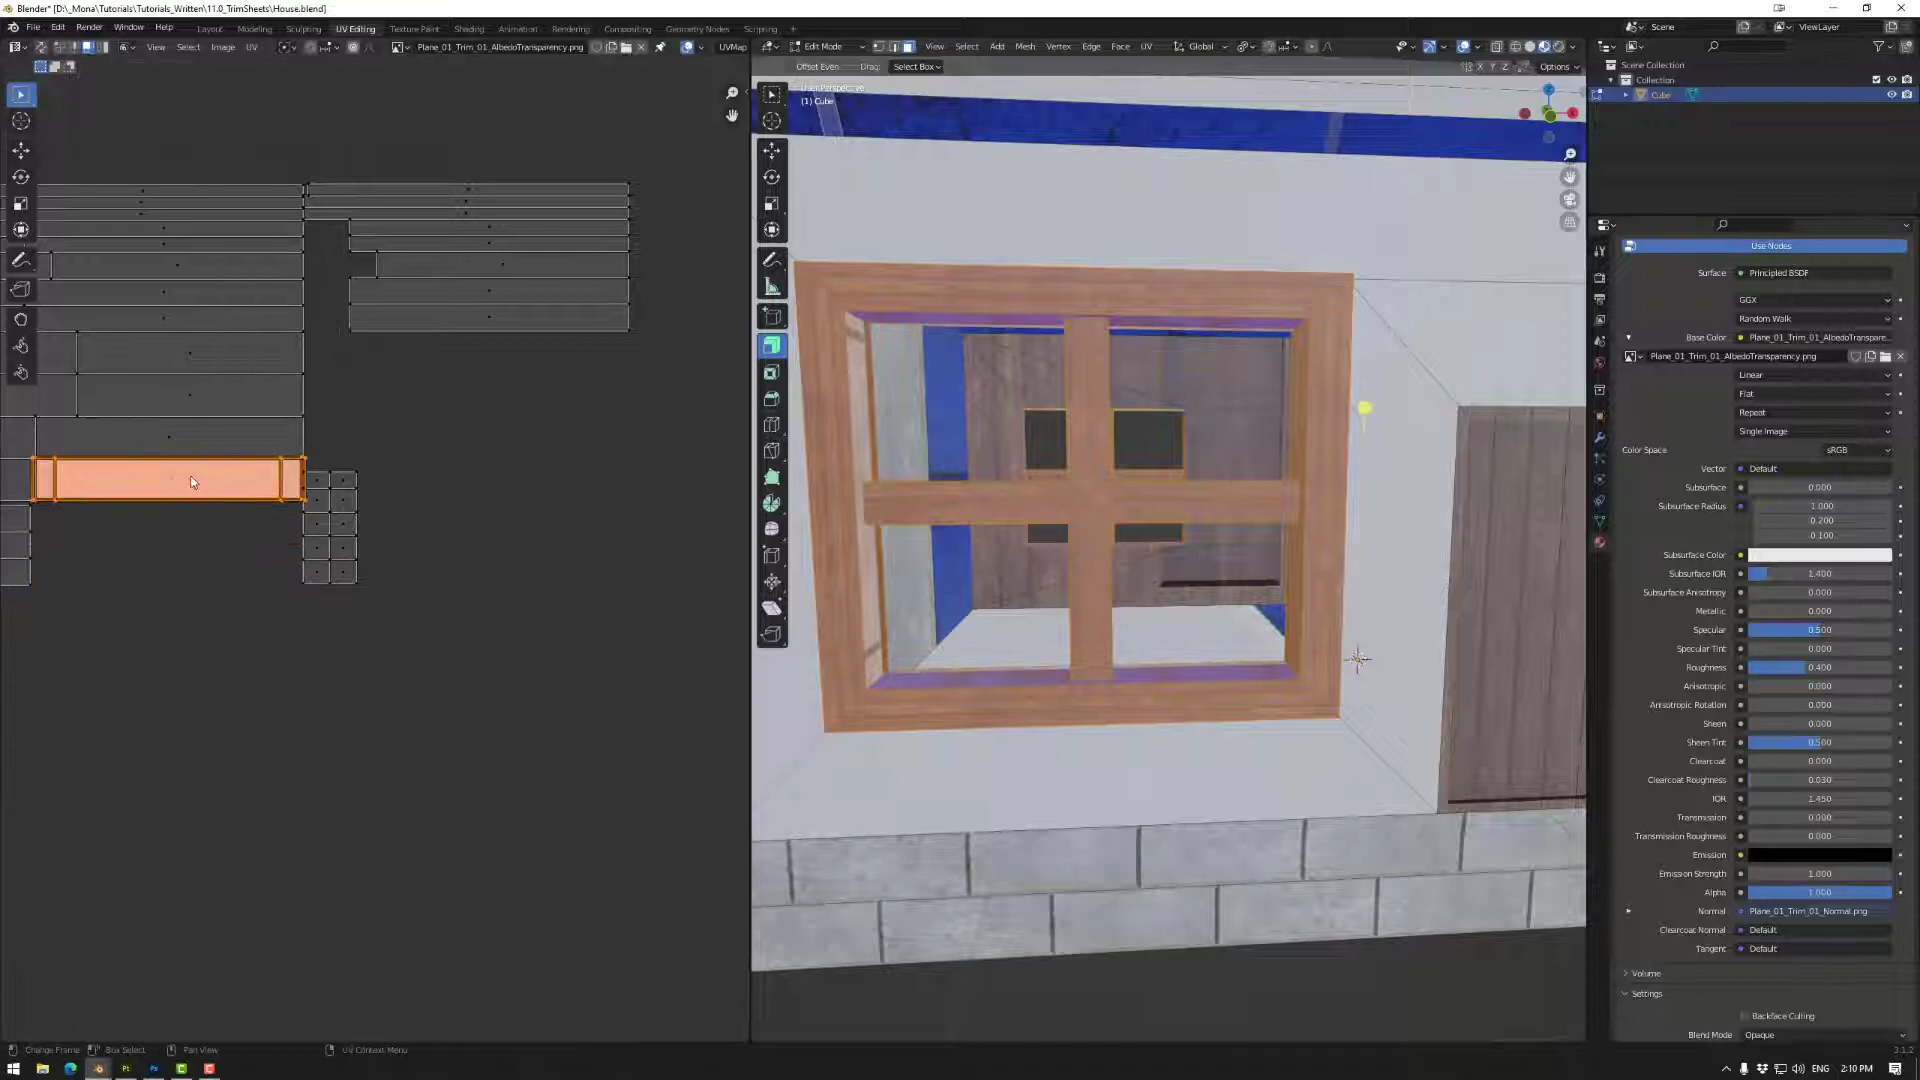 Blender* [D:\_Mona\Tutorials\Tutorials_Written\11.0_TrimSheets\House.blend]
File Edit Render Window Help Layout Modeling Sculpting UV Editing Texture Paint Shading Animation Rendering Compositing Geometry Nodes Scripting Scene ViewLayer
View Select Image UV Plane_01_Trim_01_AlbedoTransparency.png UVMap Edit Mode View Select Add Mesh Vertex Edge Face UV Global
Offset Even Drag: Select Box X Y Z Options
User Perspective
(1) Cube
Scene Collection
Collection
Cube
Use Nodes
Surface Principled BSDF
GGX
Random Walk
Base Color Plane_01_Trim_01_AlbedoTranspare...
Plane_01_Trim_01_AlbedoTransparency.png
Linear
Flat
Repeat
Single Image
Color Space sRGB
Vector Default
Subsurface 0.000
Subsurface Radius 1.000
0.200
0.100
Subsurface Color
Subsurface IOR 1.400
Subsurface Anisotropy 0.000
Metallic 0.000
Specular 0.500
Specular Tint 0.000
Roughness 0.400
Anisotropic 0.000
Anisotropic Rotation 0.000
Sheen 0.000
Sheen Tint 0.500
Clearcoat 0.000
Clearcoat Roughness 0.030
IOR 1.450
Transmission 0.000
Transmission Roughness 0.000
Emission
Emission Strength 1.000
Alpha 1.000
Normal Plane_01_Trim_01_Normal.png
Clearcoat Normal Default
Tangent Default
Volume
Settings
Backface Culling
Blend Mode Opaque
Change Frame Box Select Pan View UV Context Menu 3.1.2
ENG 2:10 PM